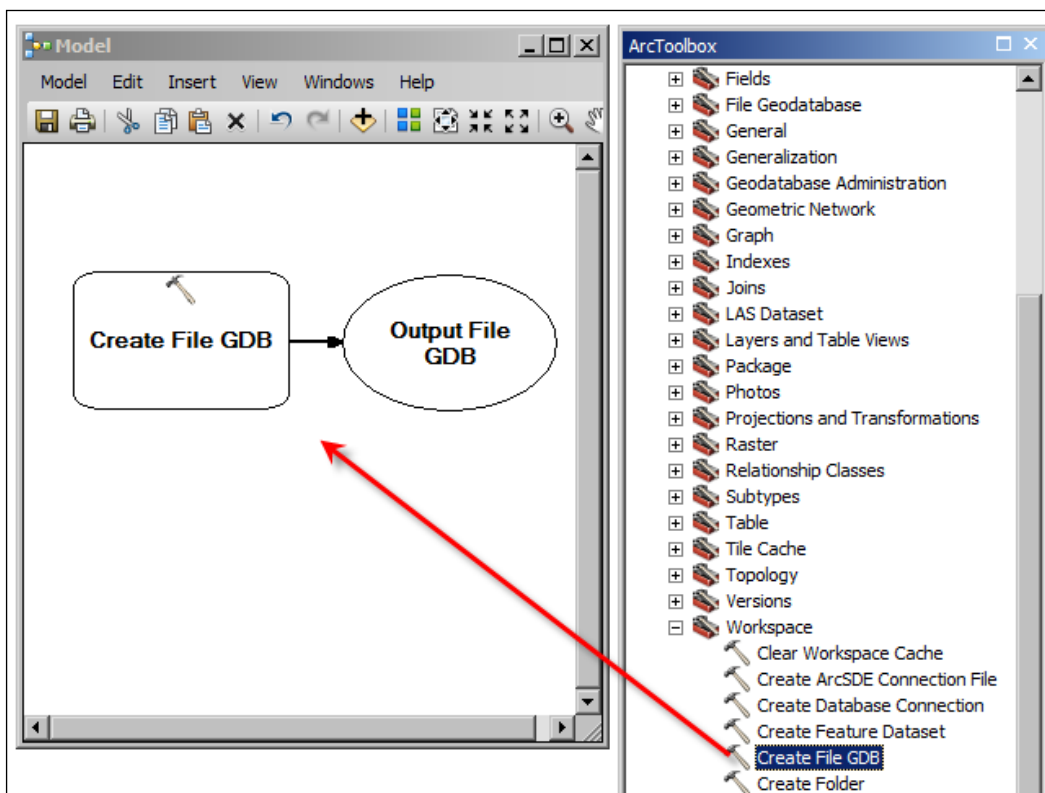 Model
Model Edit Insert View Windows Help
Create File GDB
Output File
GDB
ArcToolbox
Fields
File Geodatabase
General
Generalization
Geodatabase Administration
Geometric Network
Graph
Indexes
Joins
LAS Dataset
Layers and Table Views
Package
Photos
Projections and Transformations
Raster
Relationship Classes
Subtypes
Table
Tile Cache
Topology
Versions
Workspace
Clear Workspace Cache
Create ArcSDE Connection File
Create Database Connection
Create Feature Dataset
Create File GDB
Create Folder